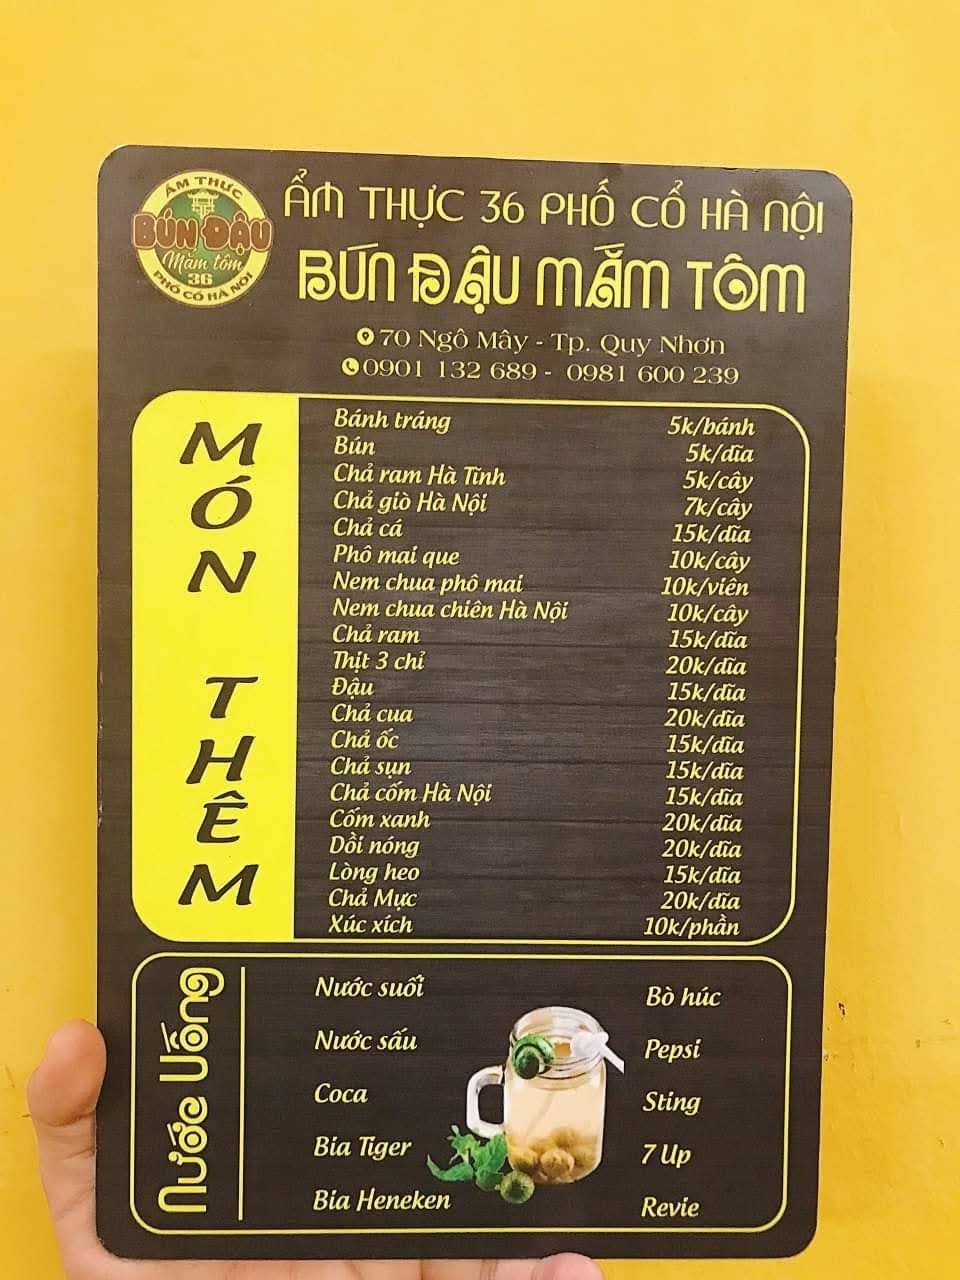 ẨM THỰC
BÚN ĐẬU
Mắm tôm
36
PHỐ CỔ HÀ NỘI
ẨM THỰC 36 PHỐ CỔ HÀ NỘI
BÚN ĐẬU MẮM TÔM
70 Ngô Mây - Tp. Quy Nhơn
0901 132 689 - 0981 600 239
MÓN THÊM
Bánh tráng 5k/bánh
Bún 5k/dĩa
Chả ram Hà Tĩnh 5k/cây
Chả giò Hà Nội 7k/cây
Chả cá 15k/dĩa
Phô mai que 10k/cây
Nem chua phô mai 10k/viên
Nem chua chiên Hà Nội 10k/cây
Chả ram 15k/dĩa
Thịt 3 chỉ 20k/dĩa
Đậu 15k/dĩa
Chả cua 20k/dĩa
Chả ốc 15k/dĩa
Chả sụn 15k/dĩa
Chả cốm Hà Nội 15k/dĩa
Cốm xanh 20k/dĩa
Dồi nóng 20k/dĩa
Lòng heo 15k/dĩa
Chả Mực 20k/dĩa
Xúc xích 10k/phần
Nước Uống
Nước suối Bò húc
Nước sấu Pepsi
Coca Sting
Bia Tiger 7 Up
Bia Heneken Revie